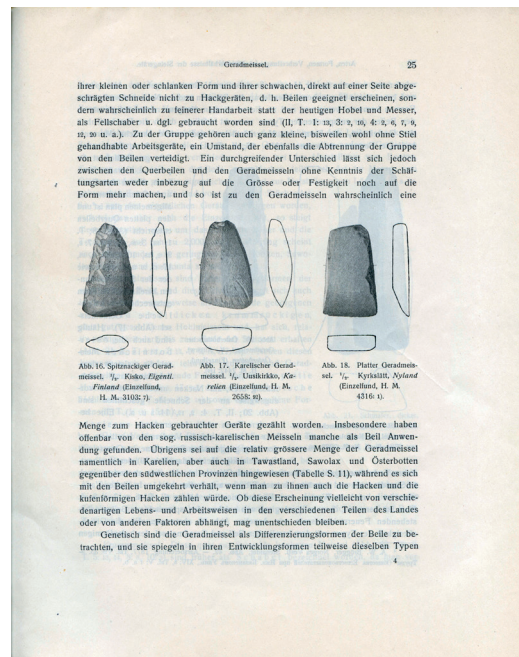 Geradmeissel. 25
ihrer kleinen oder schlanken Form und ihrer schwachen, direkt auf einer Seite abge-
schrägten Schneide nicht zu Hackgeräten, d. h. Beilen geeignet erscheinen, son-
dern wahrscheinlich zu feinerer Handarbeit statt der heutigen Hobel und Messer,
als Fellschaber u. dgl. gebraucht worden sind (II, T. 1: 13, 3: 2, 10, 4: 2, 6, 7, 9,
12, 20 u. a.). Zu der Gruppe gehören auch ganz kleine, bisweilen wohl ohne Stiel
gehandhabte Arbeitsgeräte, ein Umstand, der ebenfalls die Abtrennung der Gruppe
von den Beilen verteidigt. Ein durchgreifender Unterschied lässt sich jedoch
zwischen den Querbeilen und den Geradmeisseln ohne Kenntnis der Schäf-
tungsarten weder inbezug auf die Grösse oder Festigkeit noch auf die
Form mehr machen, und so ist zu den Geradmeisseln wahrscheinlich eine
Abb. 16. Spitznackiger Gerad-
meissel. Kisko, Eigentl.
Finland (Einzelfund,
H. M. 3103: 7).
Abb. 17. Karelischer Gerad-
meissel. Uusikirkko, Ka-
relien (Einzelfund, H. M.
2658:
Abb. 18. Platter Geradmeis-
sel. Kyrkslätt, Nyland
(Einzelfund, H. M.
4316: 1).
Menge zum Hacken gebrauchter Geräte gezählt worden. Insbesondere haben
offenbar von den sog. russisch-karelischen Meisseln manche als Beil Anwen-
dung gefunden. Übrigens sei auf die relativ grössere Menge der Geradmeissel
namentlich in Karelien, aber auch in Tawastland, Sawolax und Österbotten
gegenüber den südwestlichen Provinzen hingewiesen (Tabelle S. 11), während es sich
mit den Beilen umgekehrt verhält, wenn man zu ihnen auch die Hacken und die
kufenförmigen Hacken zählen würde. Ob diese Erscheinung vielleicht von verschie-
denartigen Lebens- und Arbeitsweisen in den verschiedenen Teilen des Landes
oder von anderen Faktoren abhängt, mag unentschieden bleiben.
Genetisch sind die Geradmeissel als Differenzierungsformen der Beile zu be-
trachten, und sie spiegeln in ihren Entwicklungsformen teilweise dieselben Typen
4